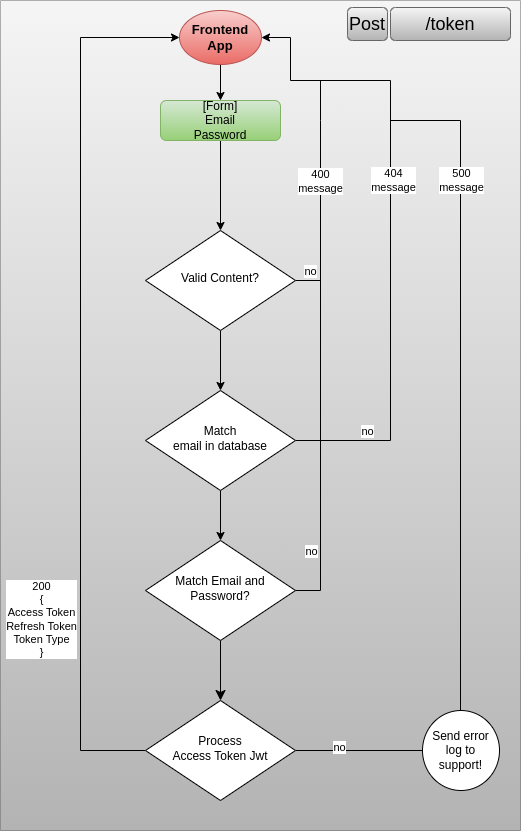 Post
/token
Frontend
App
[Form]
Email
Password
400
message
404
message
500
message
Valid Content?
no
Match
email in database
no
Match Email and
Password?
no
200
{
Access Token
Refresh Token
Token Type
}
Process
Access Token Jwt
no
Send error
log to
support!